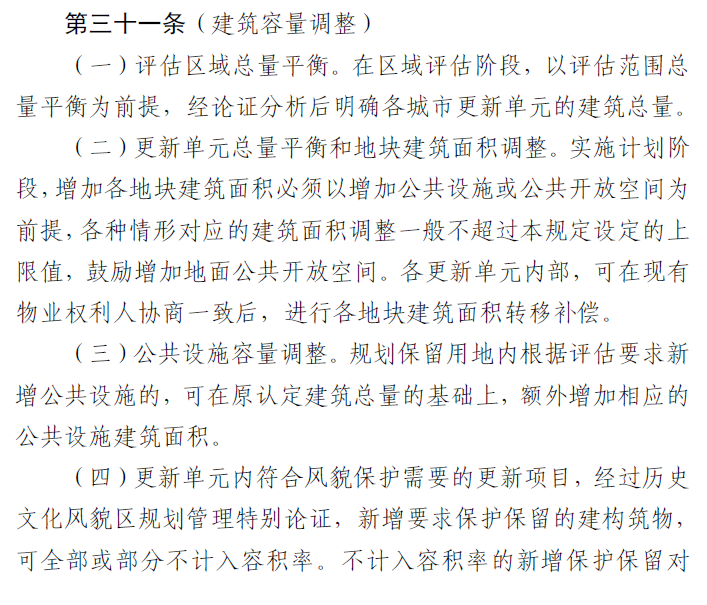 第三十一条（建筑容量调整）
（一）评估区域总量平衡。在区域评估阶段，以评估范围总
量平衡为前提，经论证分析后明确各城市更新单元的建筑总量。
（二）更新单元总量平衡和地块建筑面积调整。实施计划阶
段，增加各地块建筑面积必须以增加公共设施或公共开放空间为
前提，各种情形对应的建筑面积调整一般不超过本规定设定的上
限值，鼓励增加地面公共开放空间。各更新单元内部，可在现有
物业权利人协商一致后，进行各地块建筑面积转移补偿。
（三）公共设施容量调整。规划保留用地内根据评估要求新
增公共设施的，可在原认定建筑总量的基础上，额外增加相应的
公共设施建筑面积。
（四）更新单元内符合风貌保护需要的更新项目，经过历史
文化风貌区规划管理特别论证，新增要求保护保留的建构筑物，
可全部或部分不计入容积率。不计入容积率的新增保护保留对